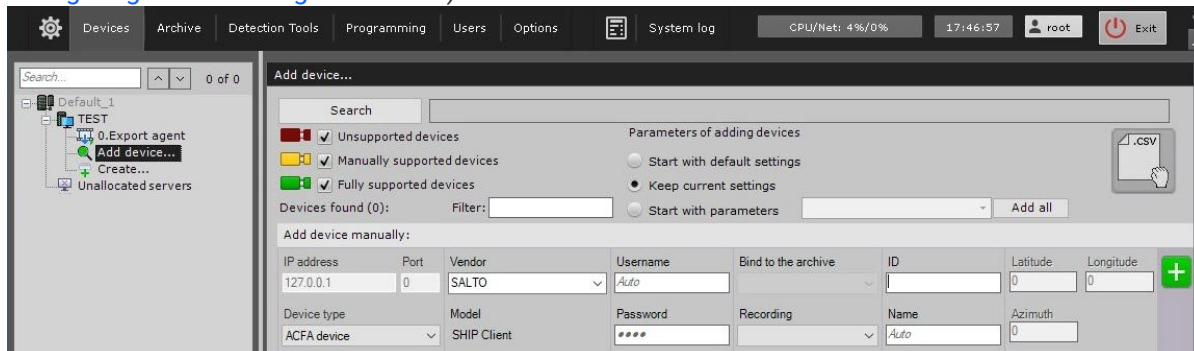 Devices Archive Detection Tools Programming Users Options System log CPU/Net: 4%/0% 17:46:57 root Exit
Search... 0 of 0
Default_1
TEST
0.Export agent
Add device...
Create...
Unallocated servers
Add device...
Search
Unsupported devices
Manually supported devices
Fully supported devices
Devices found (0): Filter:
Parameters of adding devices
Start with default settings
Keep current settings
Start with parameters Add all
.csv
Add device manually:
IP address Port Vendor Username Bind to the archive ID Latitude Longitude
127.0.0.1 0 SALTO Auto 0 0
Device type Model Password Recording Name Azimuth
ACFA device SHIP Client •••• Auto 0